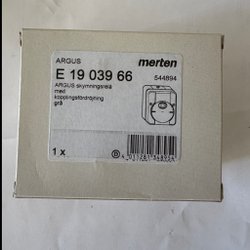 ARGUS
merten
E 19 039 66
544894
ARGUS skymningsrelä
med
kopplingsfördröjning
grå
1 x